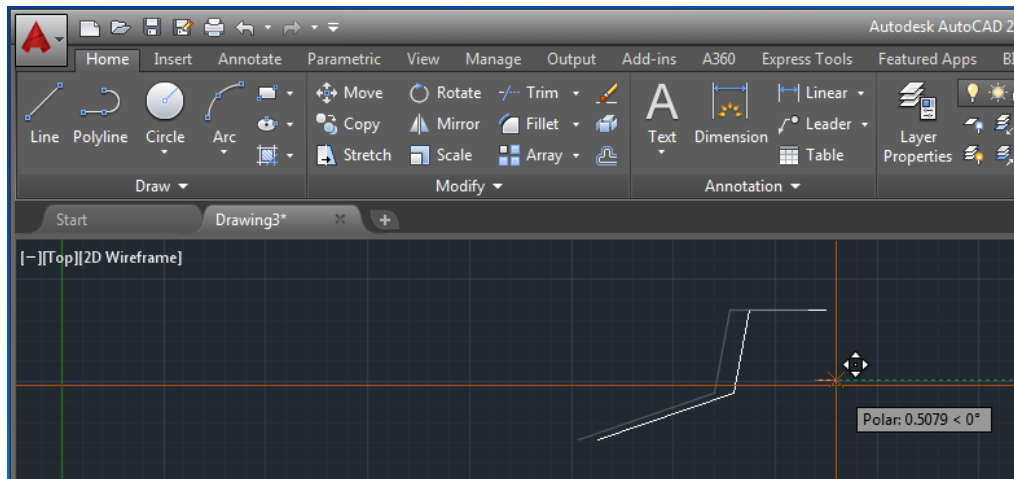 Autodesk AutoCAD 2
Home Insert Annotate Parametric View Manage Output Add-ins A360 Express Tools Featured Apps
Line Polyline Circle Arc
Move Rotate Trim
Copy Mirror Fillet
Stretch Scale Array
Text Dimension
Linear
Leader
Table
Layer
Properties
Draw Modify Annotation
Start Drawing3*
[−][Top][2D Wireframe]
Polar: 0.5079 < 0°